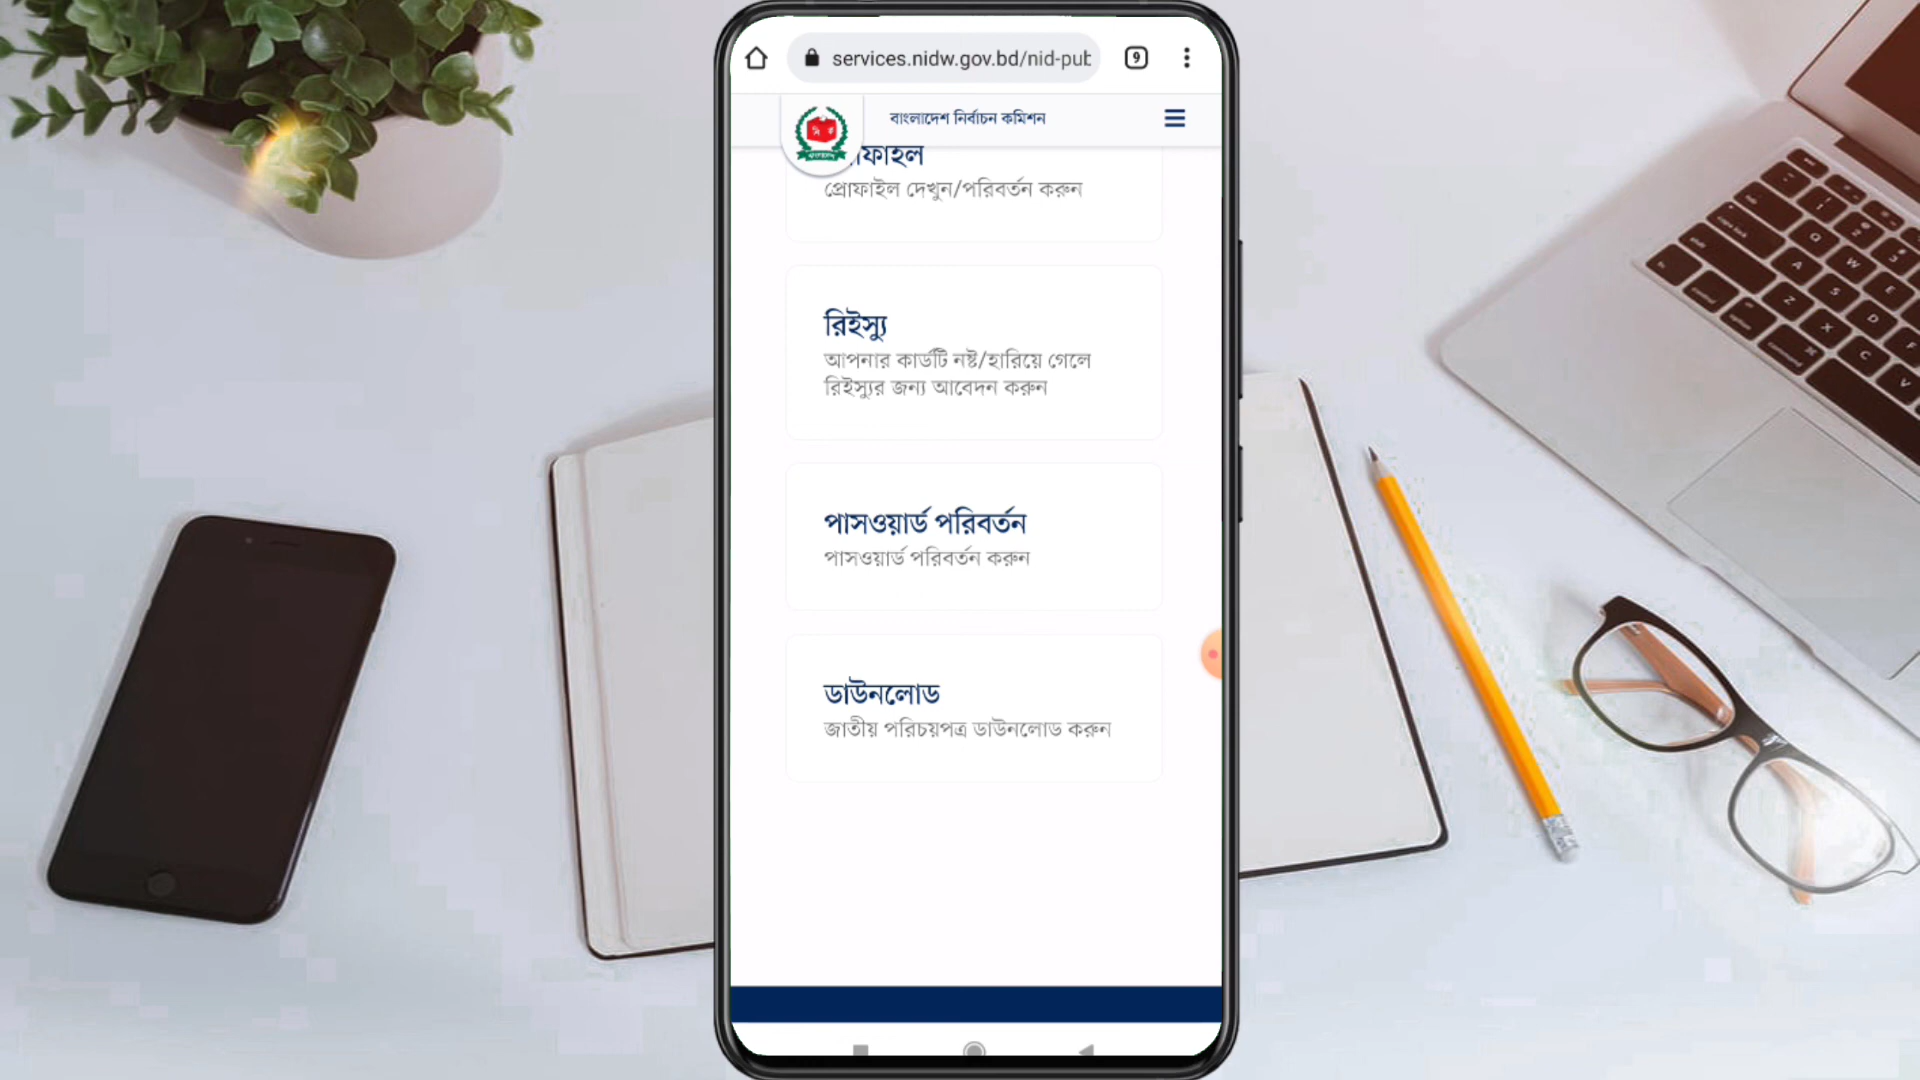 services.nidw.gov.bd/nid-pub
9
বাংলাদেশ নির্বাচন কমিশন
প্রোফাইল দেখুন/পরিবর্তন করুন
রিইস্যু
আপনার কার্ডটি নষ্ট/হারিয়ে গেলে
রিইস্যুর জন্য আবেদন করুন
পাসওয়ার্ড পরিবর্তন
পাসওয়ার্ড পরিবর্তন করুন
ডাউনলোড
জাতীয় পরিচয়পত্র ডাউনলোড করুন